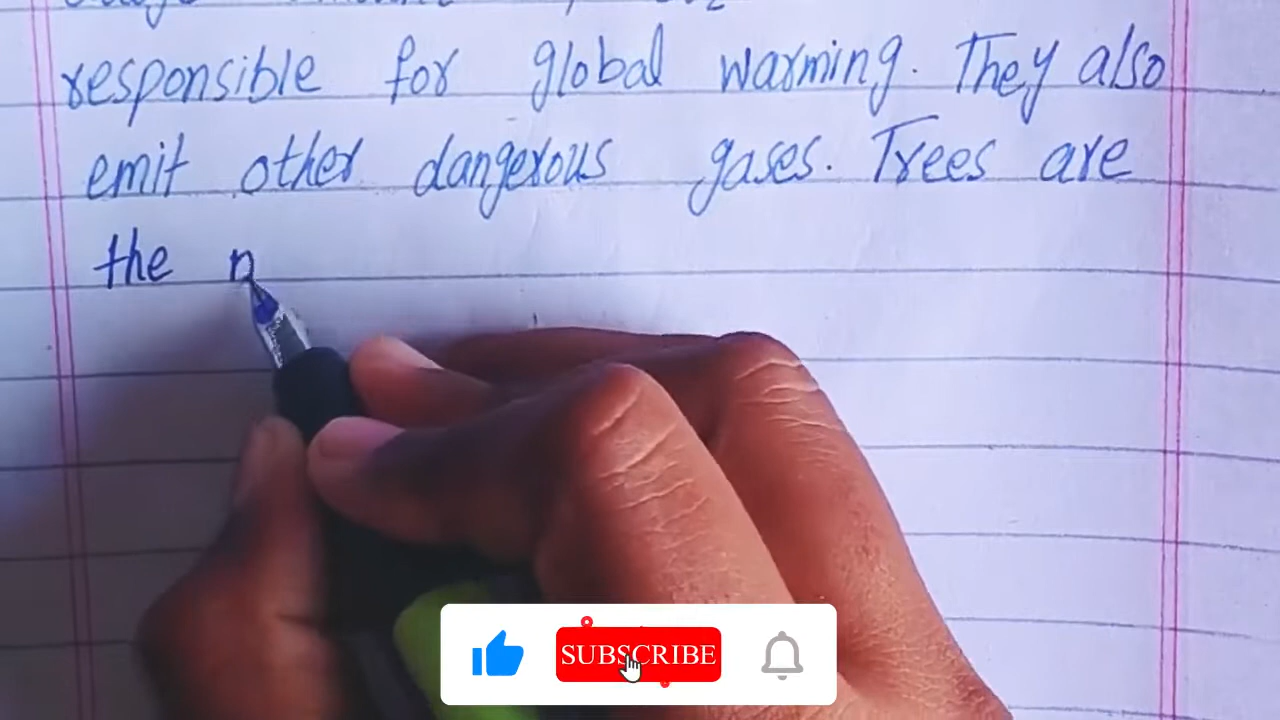 responsible for global warming. They also
emit other dangerous gases. Trees are
the n
SUBSCRIBE